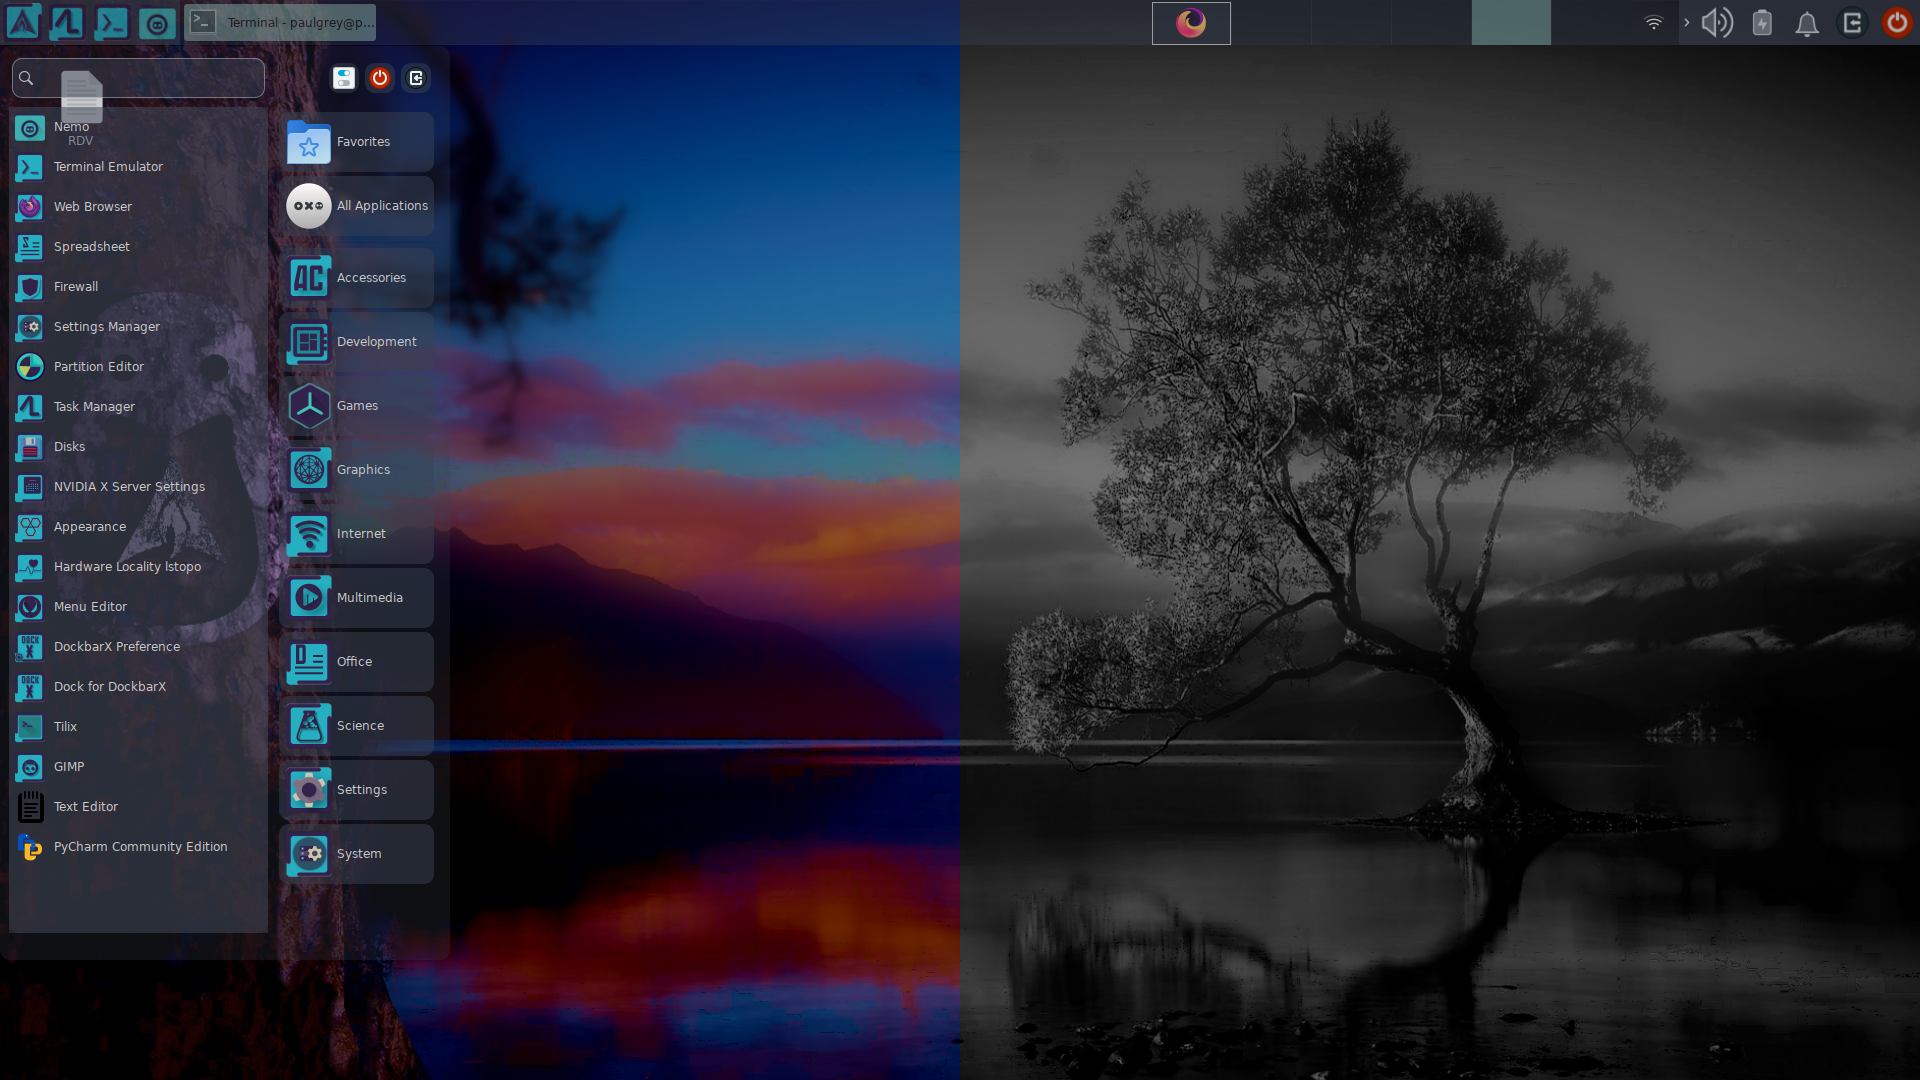 Terminal - paulgrey@p...
Nemo
RDV
Terminal Emulator
Web Browser
Spreadsheet
Firewall
Settings Manager
Partition Editor
Task Manager
Disks
NVIDIA X Server Settings
Appearance
Hardware Locality lstopo
Menu Editor
DockbarX Preference
Dock for DockbarX
Tilix
GIMP
Text Editor
PyCharm Community Edition
Favorites
All Applications
AC Accessories
Development
Games
Graphics
Internet
Multimedia
Office
Science
Settings
System